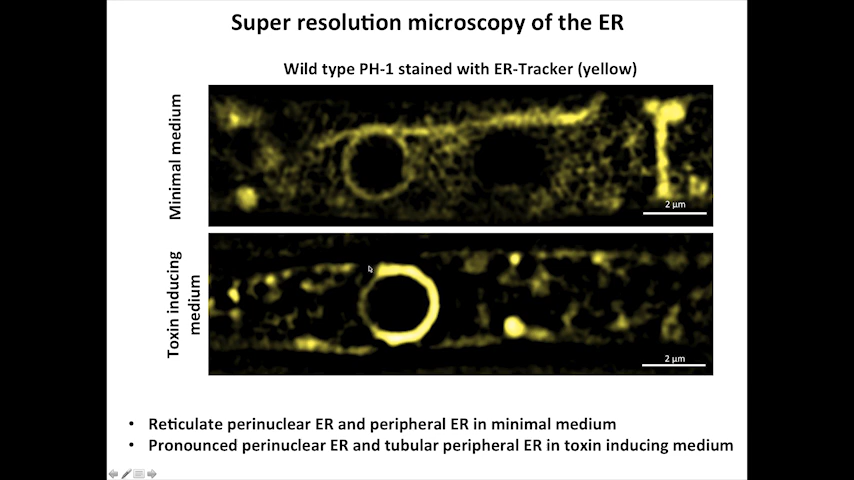 Super resolution microscopy of the ER
Wild type PH-1 stained with ER-Tracker (yellow)
Minimal medium
2 µm
Toxin inducing
medium
2 µm
• Reticulate perinuclear ER and peripheral ER in minimal medium
• Pronounced perinuclear ER and tubular peripheral ER in toxin inducing medium